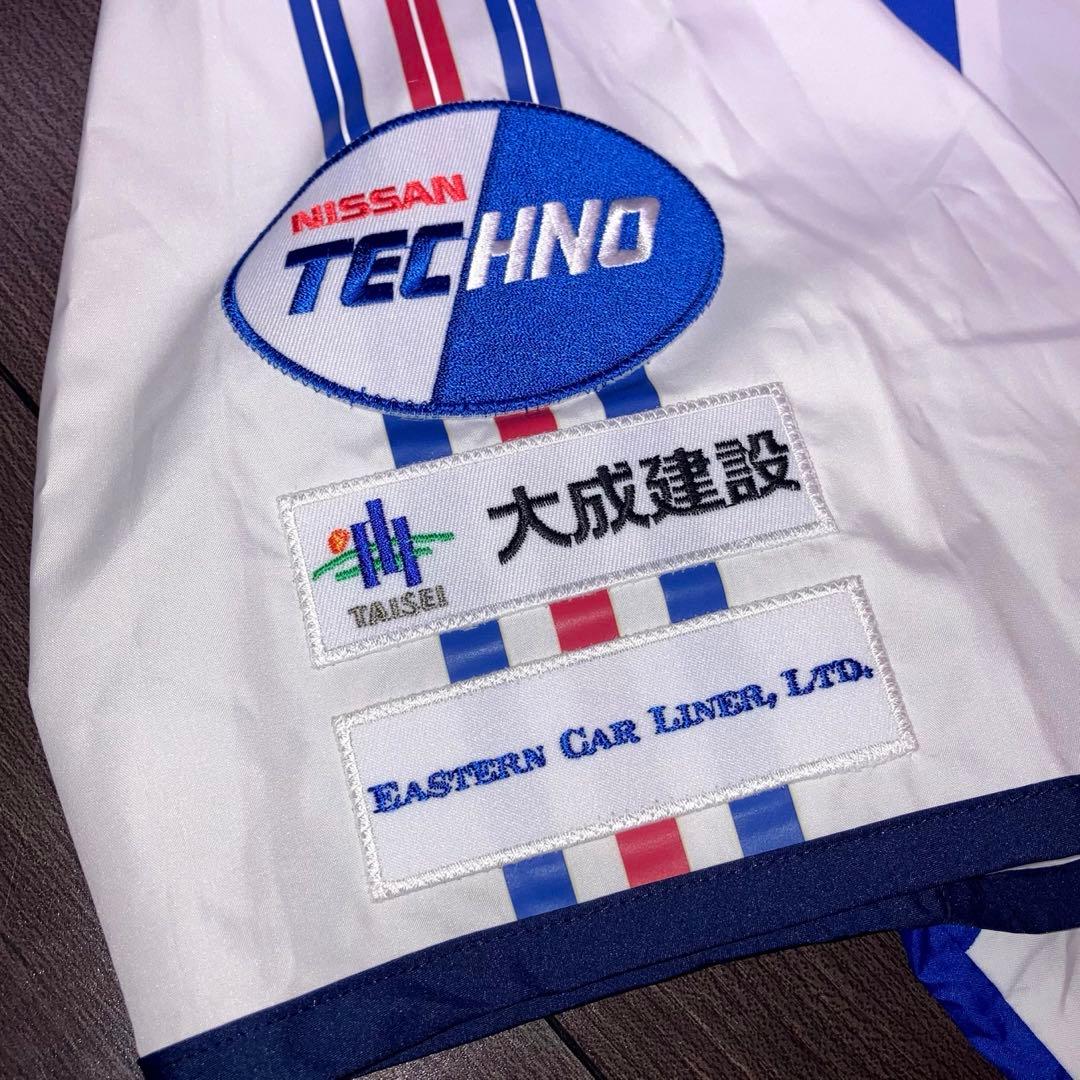 NISSAN
TECHNO
大成建設
TAISEI
EASTERN CAR LINER, LTD.